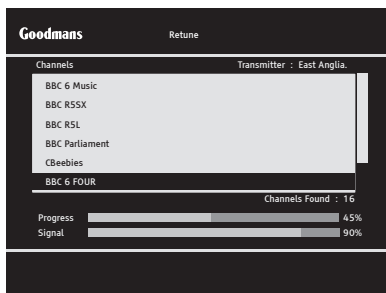 Goodmans Retune
Channels Transmitter : East Anglia.
BBC 6 Music
BBC R5SX
BBC R5L
BBC Parliament
CBeebies
BBC 6 FOUR
Channels Found : 16
Progress 45%
Signal 90%